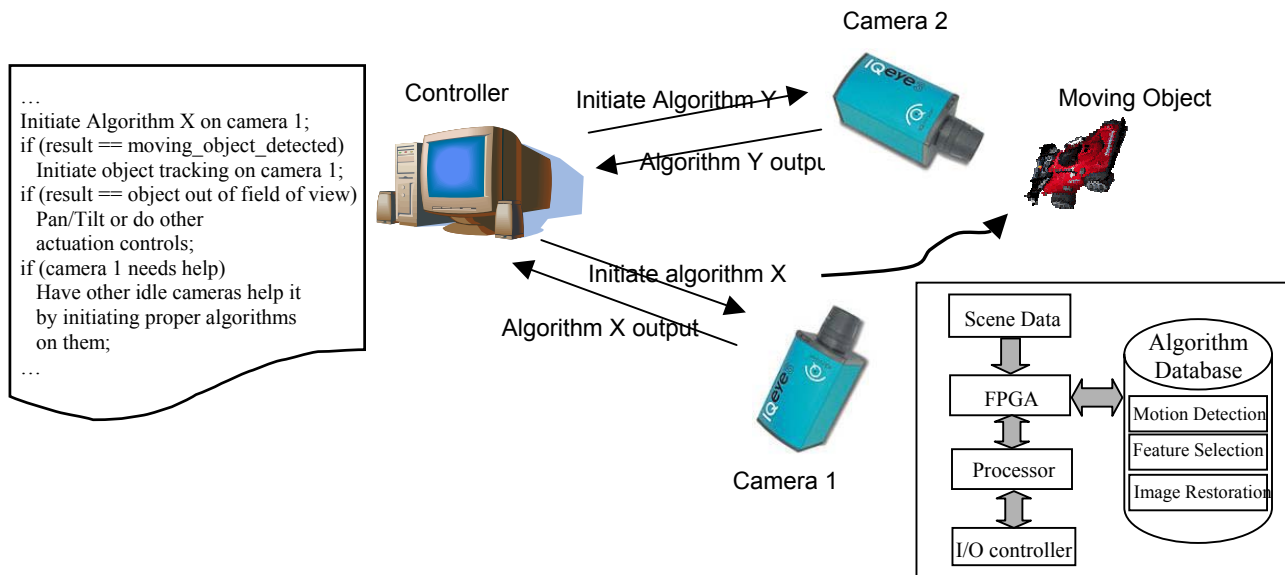 …
Initiate Algorithm X on camera 1;
if (result == moving_object_detected)
Initiate object tracking on camera 1;
if (result == object out of field of view)
Pan/Tilt or do other
actuation controls;
if (camera 1 needs help)
Have other idle cameras help it
by initiating proper algorithms
on them;
…
Controller
Camera 2
Initiate Algorithm Y
Algorithm Y outpu
IQeye
Moving Object
Initiate algorithm X
Algorithm X output
IQeye
Camera 1
Scene Data
FPGA
Processor
I/O controller
Algorithm
Database
Motion Detection
Feature Selection
Image Restoration